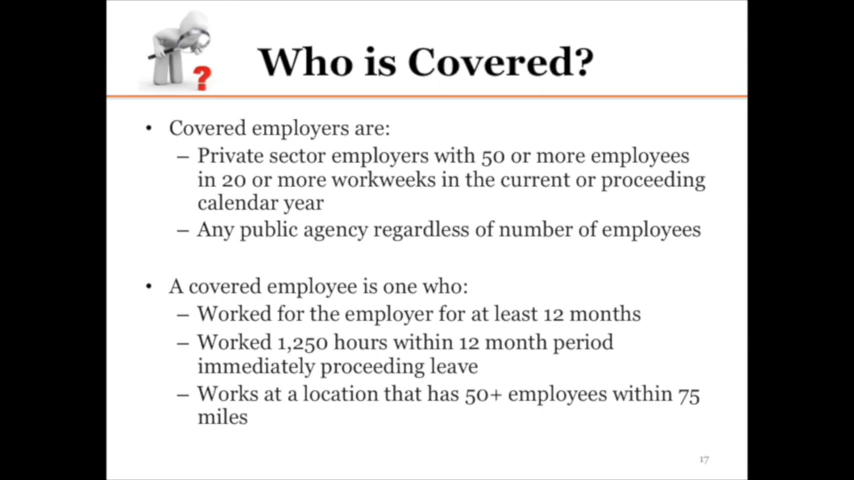 Who is Covered?
?
• Covered employers are:
– Private sector employers with 50 or more employees
in 20 or more workweeks in the current or proceeding
calendar year
– Any public agency regardless of number of employees
• A covered employee is one who:
– Worked for the employer for at least 12 months
– Worked 1,250 hours within 12 month period
immediately proceeding leave
– Works at a location that has 50+ employees within 75
miles
17